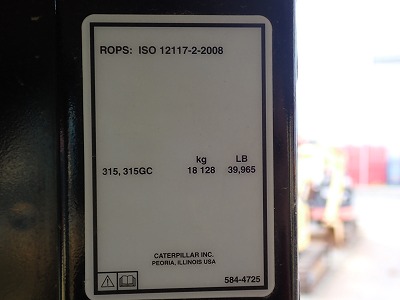 ROPS: ISO 12117-2-2008
kg LB
315, 315GC 18 128 39,965
CATERPILLAR INC.
PEORIA, ILLINOIS USA
584-4725